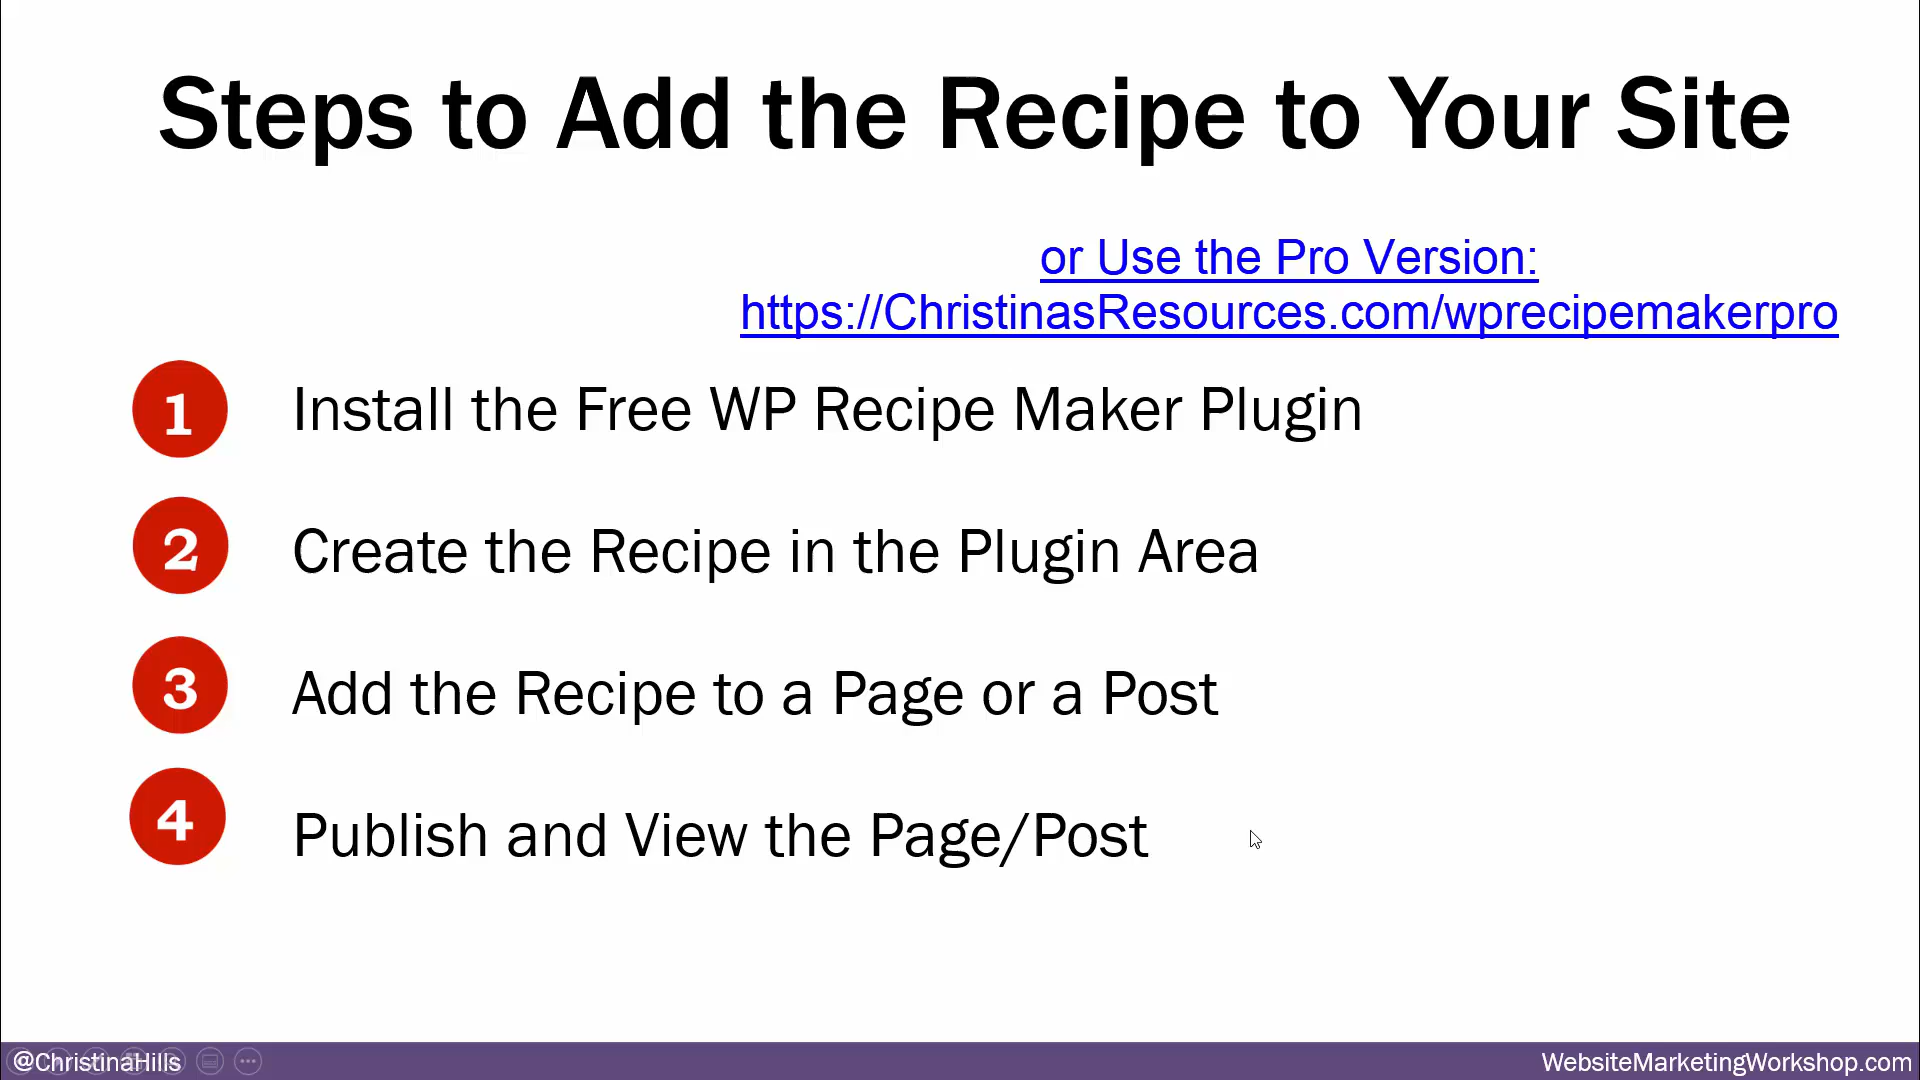 Steps to Add the Recipe to Your Site
or Use the Pro Version:
https://ChristinasResources.com/wprecipemakerpro
1 Install the Free WP Recipe Maker Plugin
2 Create the Recipe in the Plugin Area
3 Add the Recipe to a Page or a Post
4 Publish and View the Page/Post
@ChristinaHills
WebsiteMarketingWorkshop.com